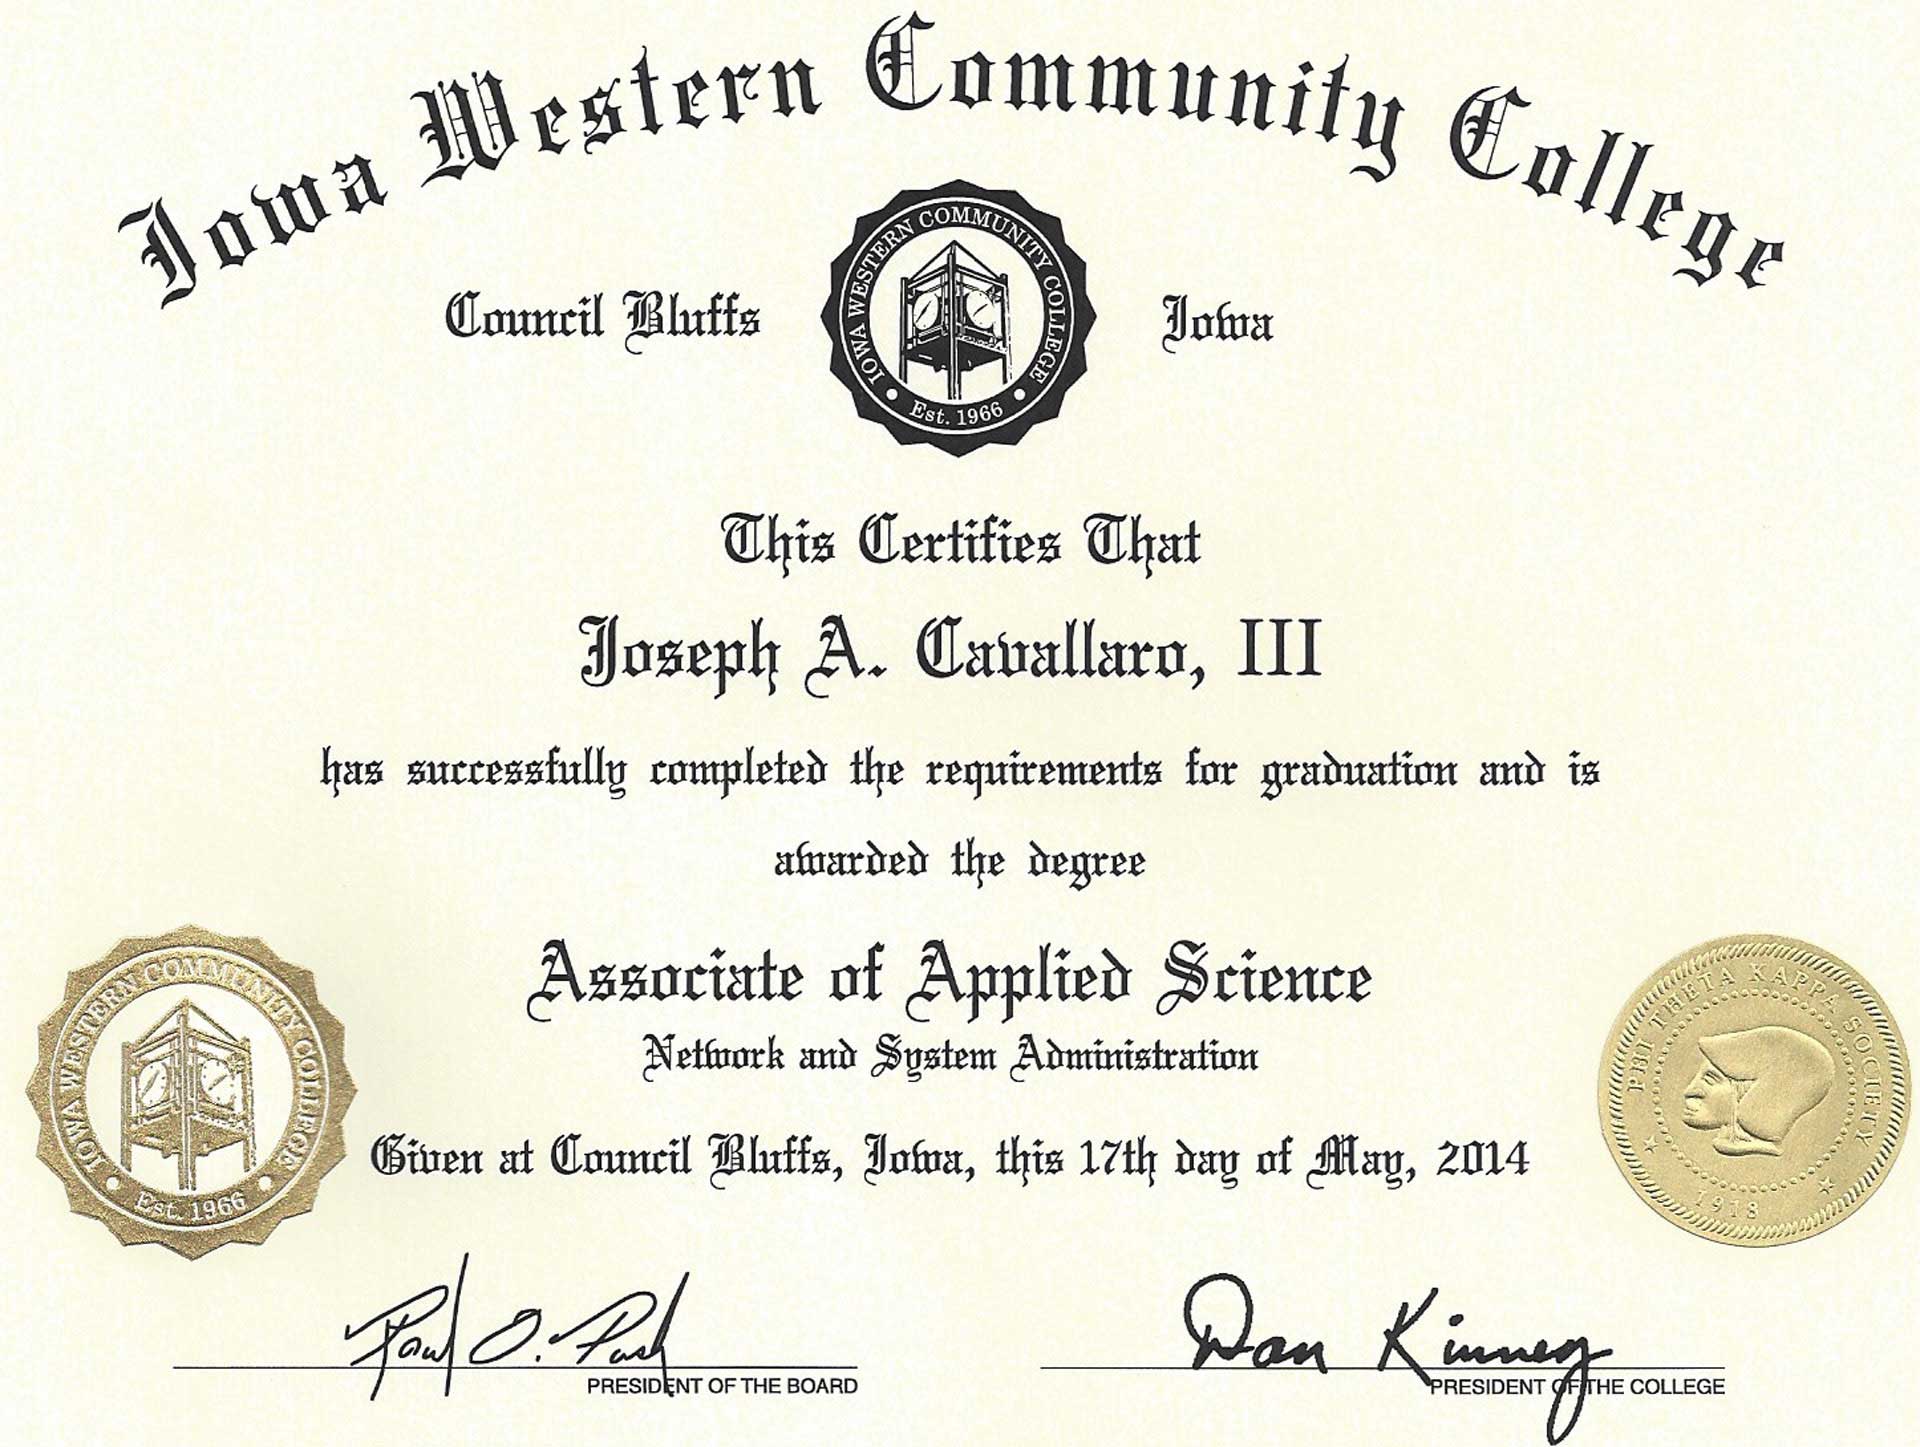 Iowa Western Community College
Council Bluffs
Iowa
IOWA WESTERN COMMUNITY COLLEGE
Est. 1966
This Certifies That
Joseph A. Cavallaro, III
has successfully completed the requirements for graduation and is
awarded the degree
Associate of Applied Science
Network and System Administration
Given at Council Bluffs, Iowa, this 17th day of May, 2014
IOWA WESTERN COMMUNITY COLLEGE
Est. 1966
PHI THETA KAPPA SOCIETY
1918
Dan Kinney
PRESIDENT OF THE BOARD
PRESIDENT OF THE COLLEGE